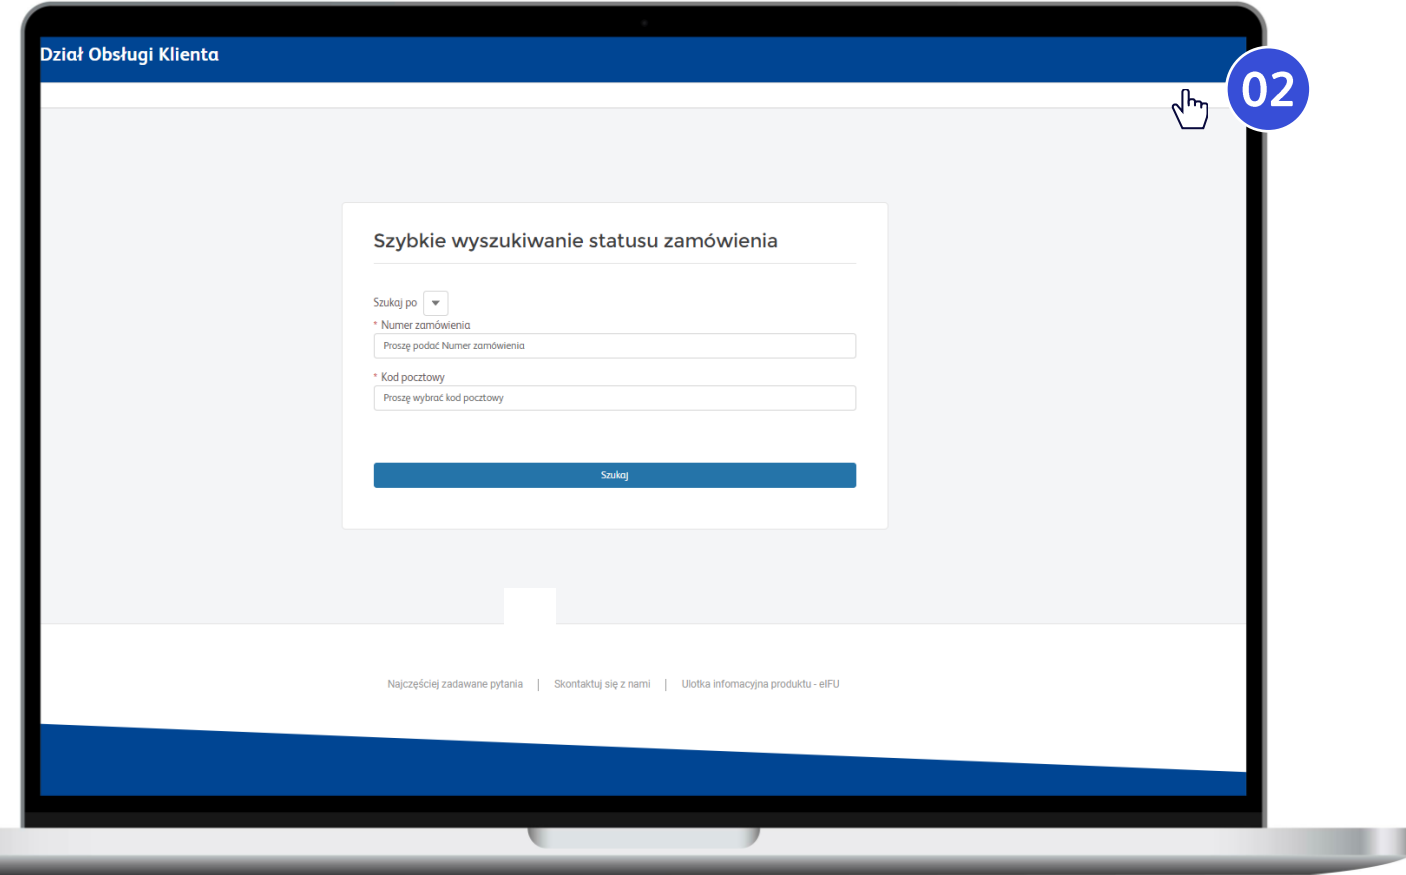 Dział Obsługi Klienta
02
Szybkie wyszukiwanie statusu zamówienia
Szukaj po
* Numer zamówienia
Proszę podać Numer zamówienia
* Kod pocztowy
Proszę wybrać kod pocztowy
Szukaj
Najczęściej zadawane pytania | Skontaktuj się z nami | Ulotka infomacyjna produktu - eIFU